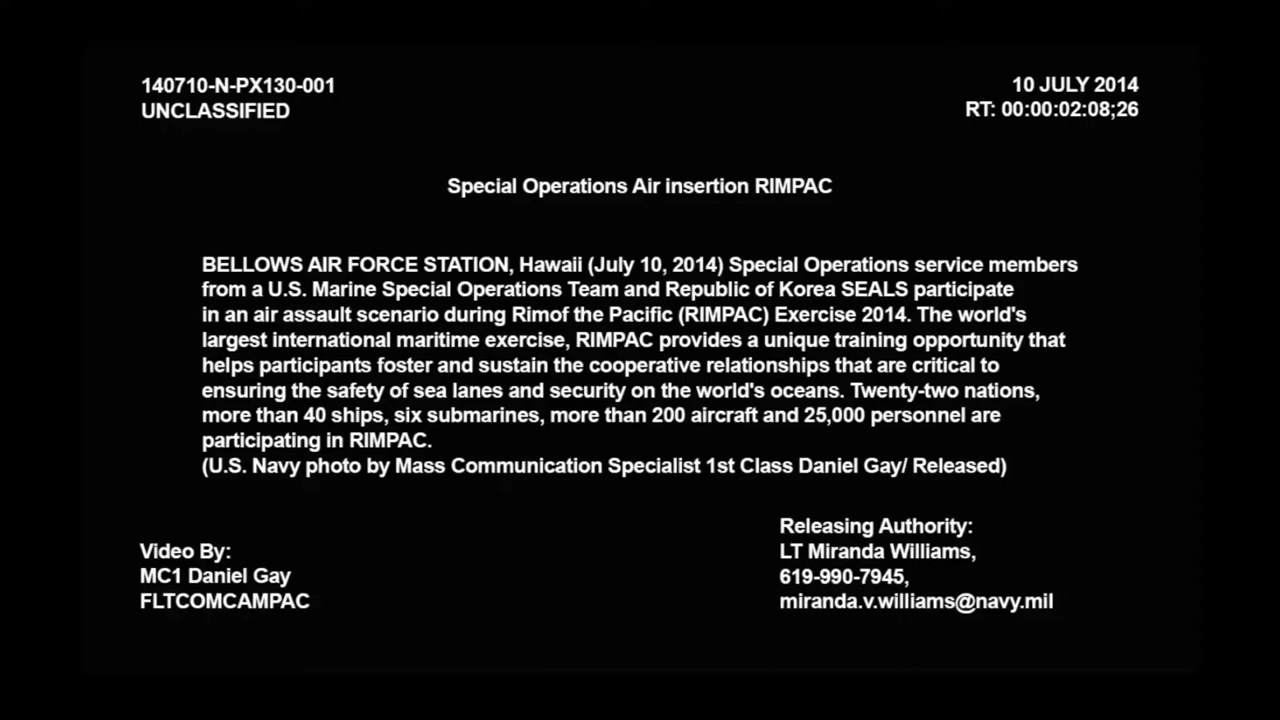 140710-N-PX130-001
UNCLASSIFIED
10 JULY 2014
RT: 00:00:02:08;26
Special Operations Air insertion RIMPAC
BELLOWS AIR FORCE STATION, Hawaii (July 10, 2014) Special Operations service members
from a U.S. Marine Special Operations Team and Republic of Korea SEALS participate
in an air assault scenario during Rimof the Pacific (RIMPAC) Exercise 2014. The world's
largest international maritime exercise, RIMPAC provides a unique training opportunity that
helps participants foster and sustain the cooperative relationships that are critical to
ensuring the safety of sea lanes and security on the world's oceans. Twenty-two nations,
more than 40 ships, six submarines, more than 200 aircraft and 25,000 personnel are
participating in RIMPAC.
(U.S. Navy photo by Mass Communication Specialist 1st Class Daniel Gay/ Released)
Video By:
MC1 Daniel Gay
FLTCOMCAMPAC
Releasing Authority:
LT Miranda Williams,
619-990-7945,
miranda.v.williams@navy.mil